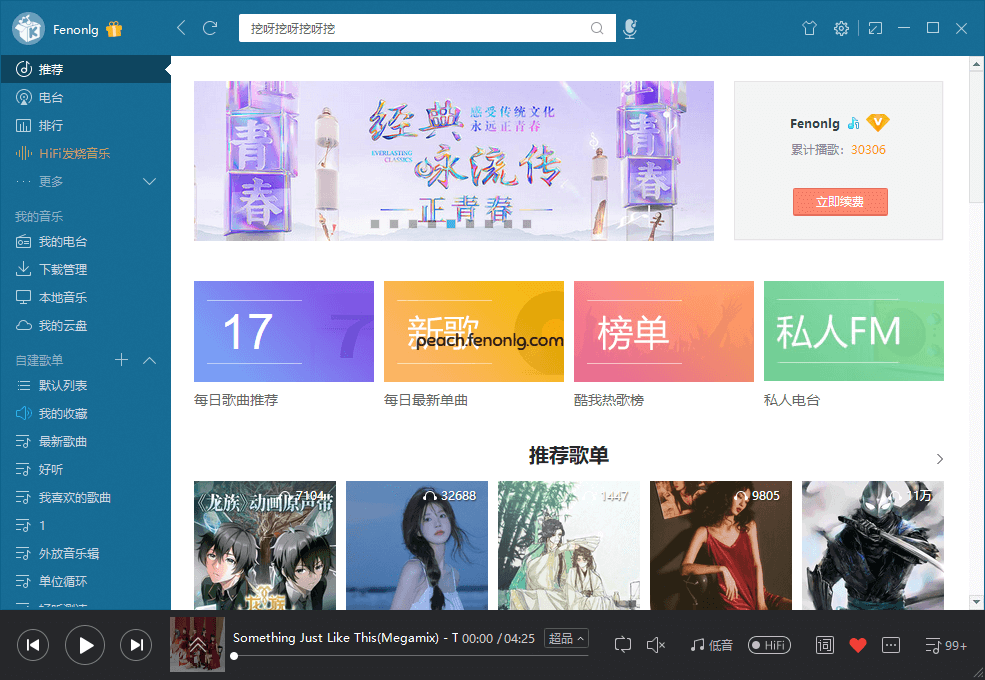 Fenonlg
挖呀挖呀挖呀挖
推荐
电台
排行
HiFi发烧音乐
更多
我的音乐
我的电台
下载管理
本地音乐
我的云盘
自建歌单
默认列表
我的收藏
最新歌曲
好听
我喜欢的歌曲
1
外放音乐辑
单位循环
青春
经典
咏流传
感受传统文化
永远正青春
EVERLASTING
CLASSICS
正青春
青春
Fenonlg
累计播歌：30306
立即续费
17
7
新歌
peach.fenonlg.com
榜单
私人FM
每日歌曲推荐
每日最新单曲
酷我热歌榜
私人电台
推荐歌单
7104
《龙族》动画原声带
龙族
32688
1447
9805
11万
Something Just Like This(Megamix) - T
00:00 / 04:25
超品
低音
HiFi
词
99+